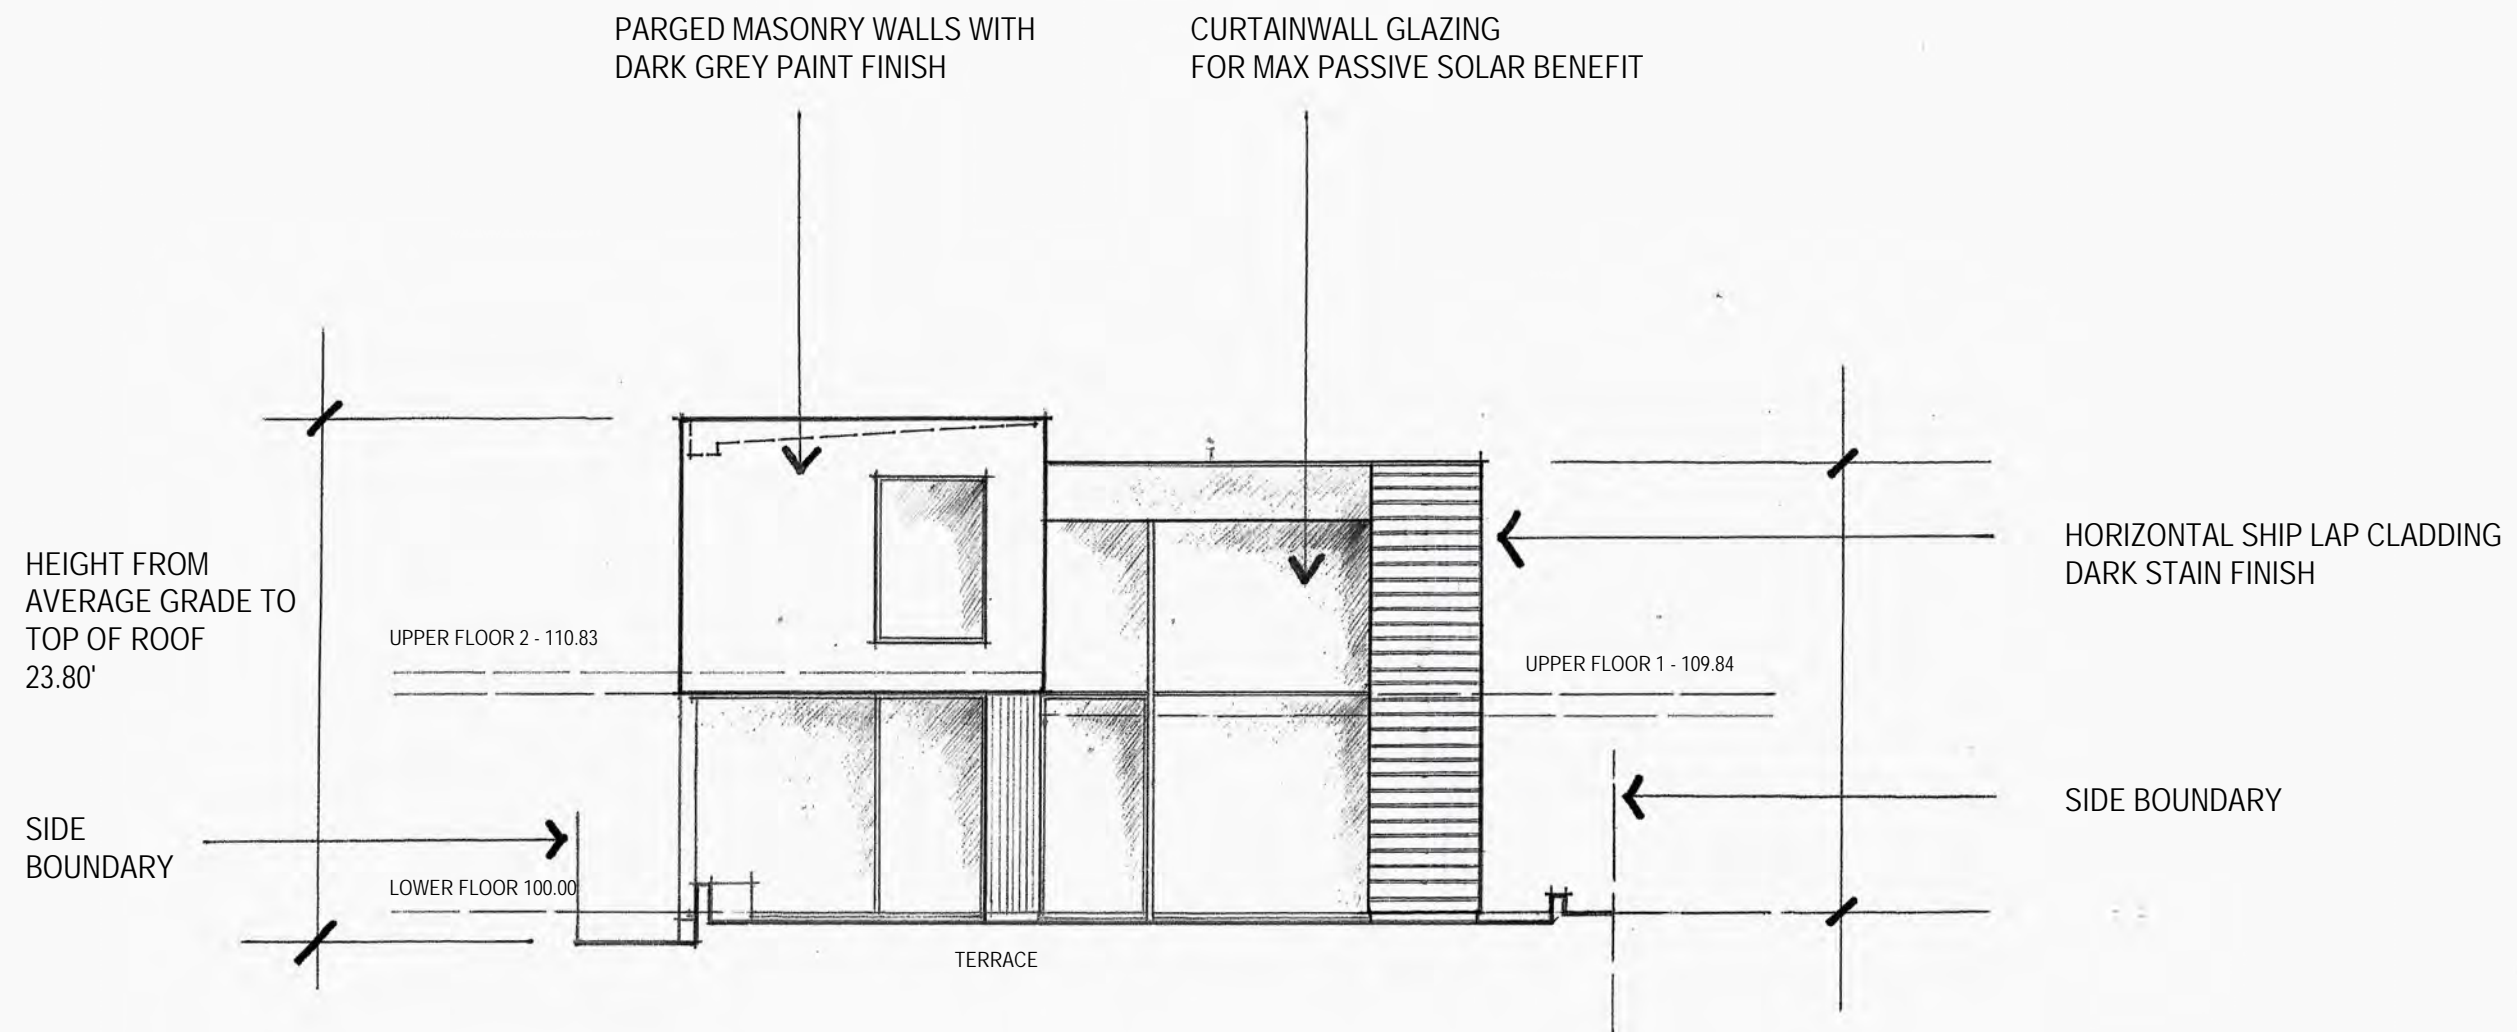 PARGED MASONRY WALLS WITH
DARK GREY PAINT FINISH
CURTAINWALL GLAZING
FOR MAX PASSIVE SOLAR BENEFIT
HEIGHT FROM
AVERAGE GRADE TO
TOP OF ROOF
23.80'
HORIZONTAL SHIP LAP CLADDING
DARK STAIN FINISH
UPPER FLOOR 2 - 110.83
UPPER FLOOR 1 - 109.84
SIDE
BOUNDARY
SIDE BOUNDARY
LOWER FLOOR 100.00
TERRACE